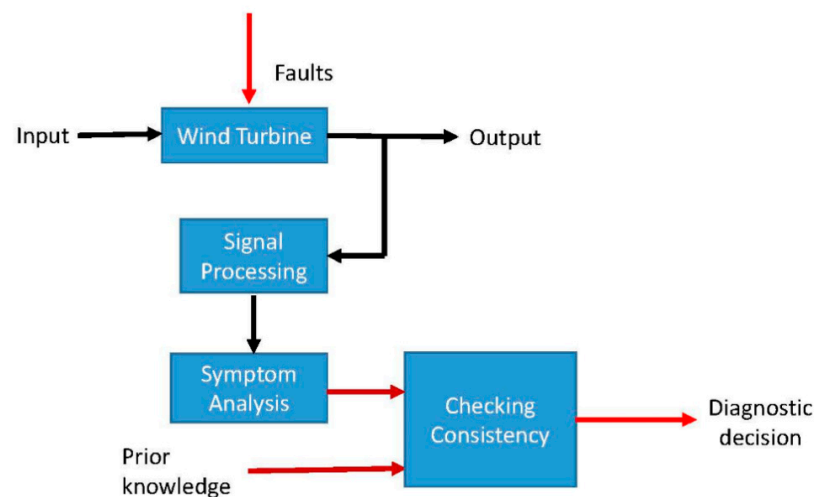 Faults
Input
Wind Turbine
Output
Signal
Processing
Symptom
Analysis
Checking
Consistency
Diagnostic
decision
Prior
knowledge